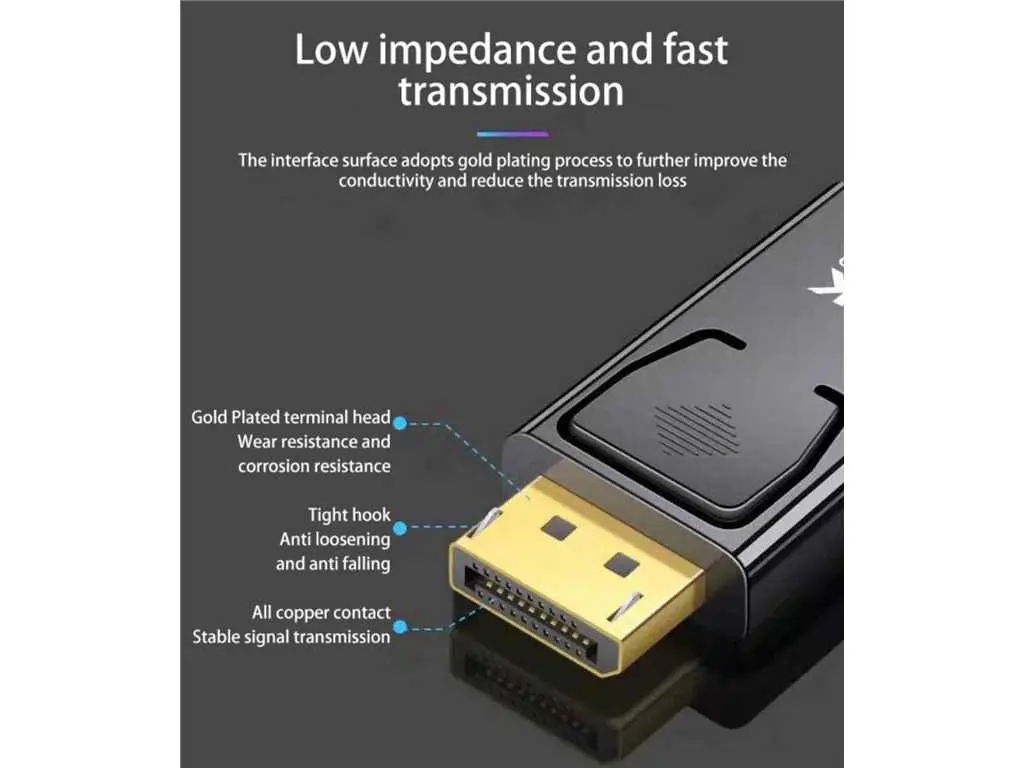 Low impedance and fast
transmission
The interface surface adopts gold plating process to further improve the
conductivity and reduce the transmission loss
Gold Plated terminal head
Wear resistance and
corrosion resistance
Tight hook
Anti loosening
and anti falling
All copper contact
Stable signal transmission